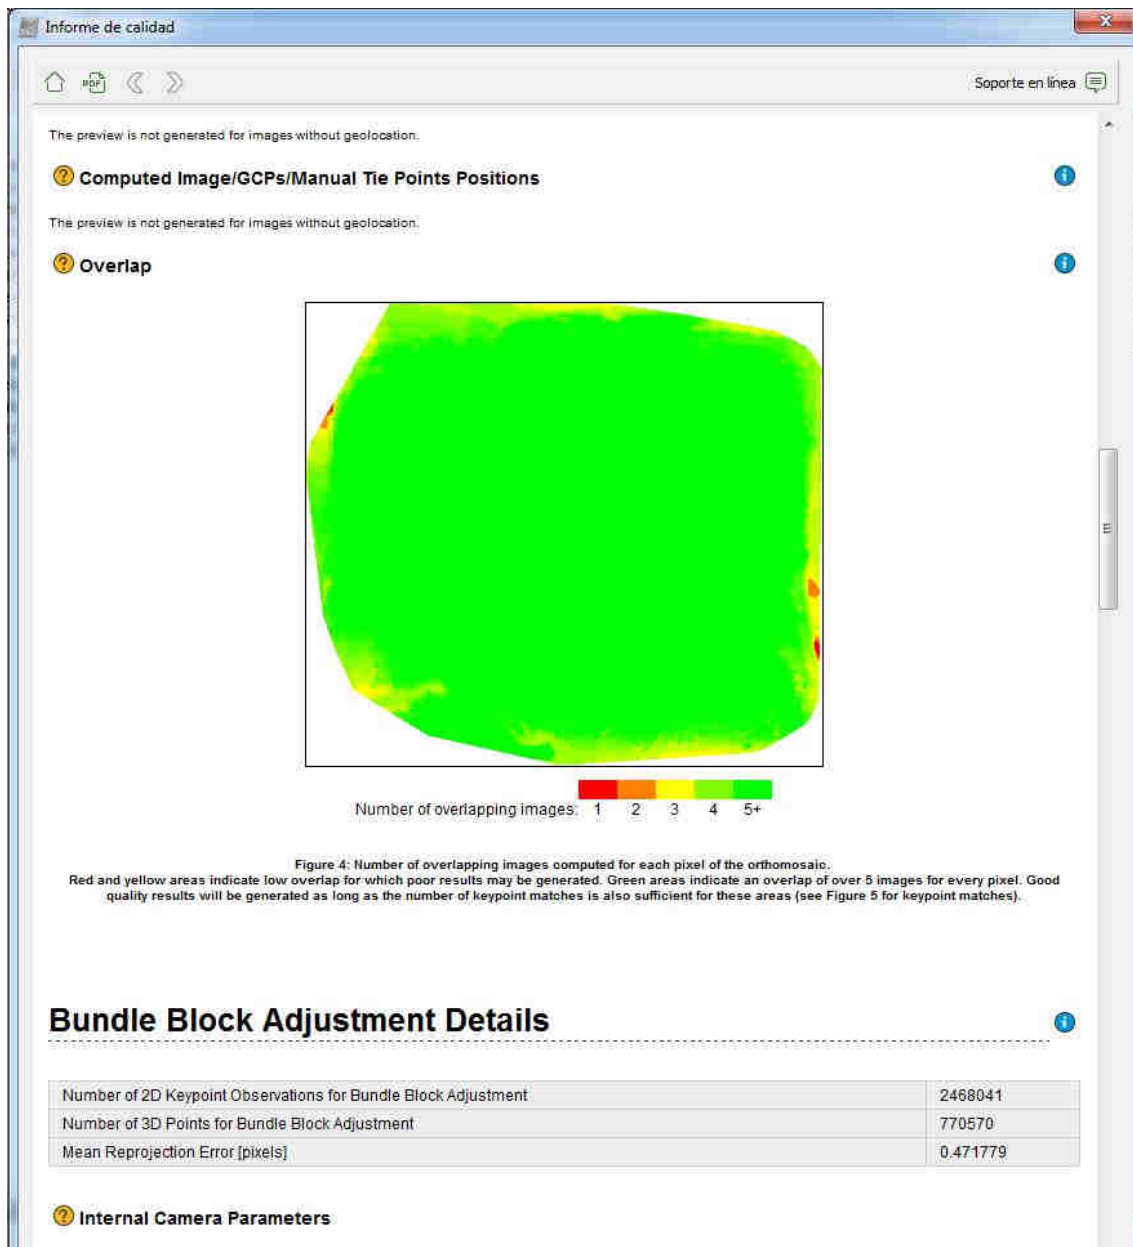 Informe de calidad
PDF
Soporte en línea
The preview is not generated for images without geolocation.
Computed Image/GCPs/Manual Tie Points Positions
The preview is not generated for images without geolocation.
Overlap
Number of overlapping images: 1 2 3 4 5+
Figure 4: Number of overlapping images computed for each pixel of the orthomosaic.
Red and yellow areas indicate low overlap for which poor results may be generated. Green areas indicate an overlap of over 5 images for every pixel. Good
quality results will be generated as long as the number of keypoint matches is also sufficient for these areas (see Figure 5 for keypoint matches).
Bundle Block Adjustment Details
Number of 2D Keypoint Observations for Bundle Block Adjustment 2468041
Number of 3D Points for Bundle Block Adjustment 770570
Mean Reprojection Error [pixels] 0.471779
Internal Camera Parameters